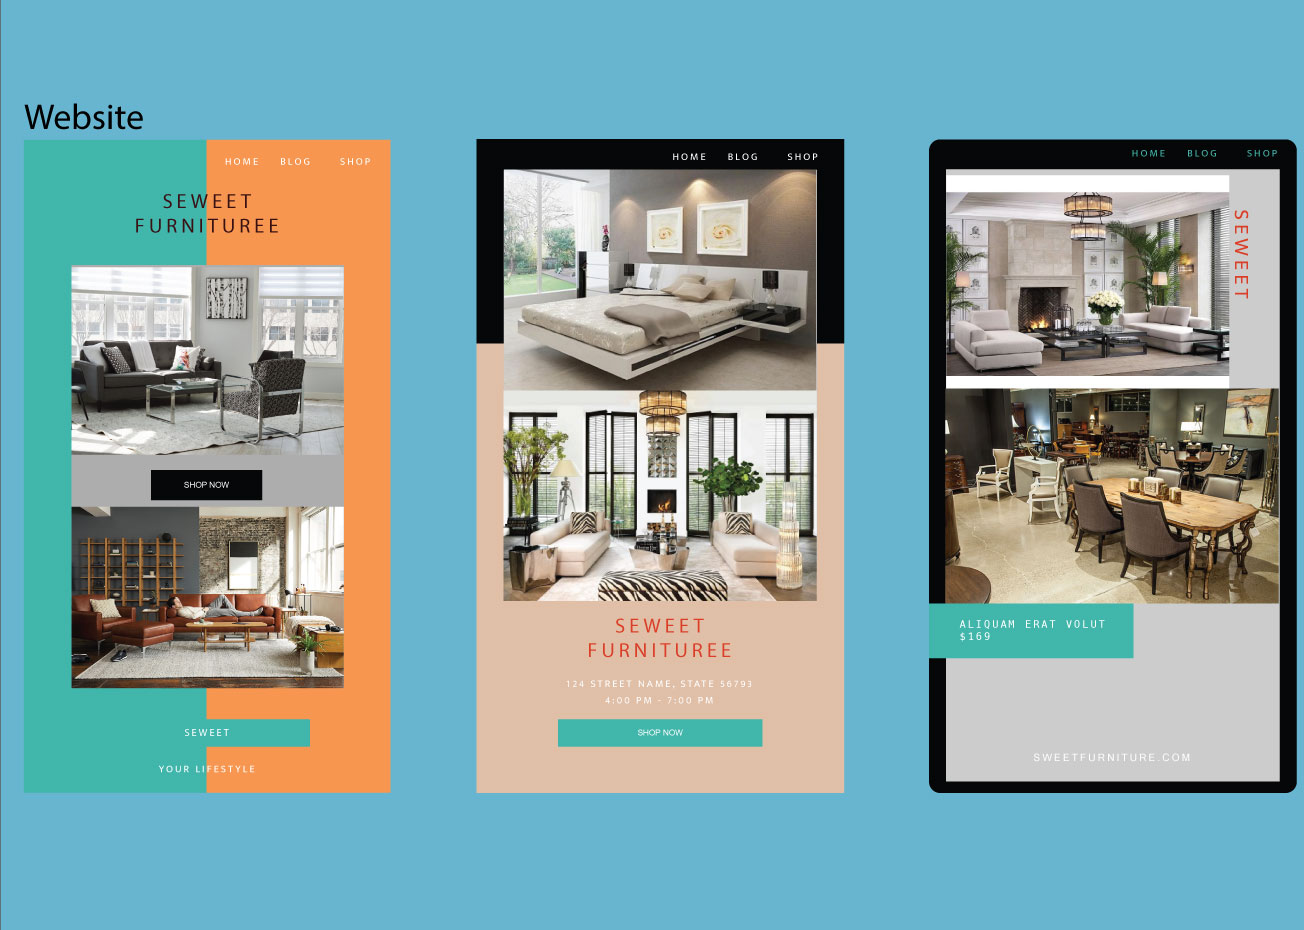 Website
HOME BLOG SHOP
SEWEET
FURNITUREE
SHOP NOW
SEWEET
YOUR LIFESTYLE
HOME BLOG SHOP
SEWEET
FURNITUREE
124 STREET NAME, STATE 56793
4:00 PM - 7:00 PM
SHOP NOW
HOME BLOG SHOP
SEWEET
ALIQUAM ERAT VOLUT
$169
SWEETFURNITURE.COM